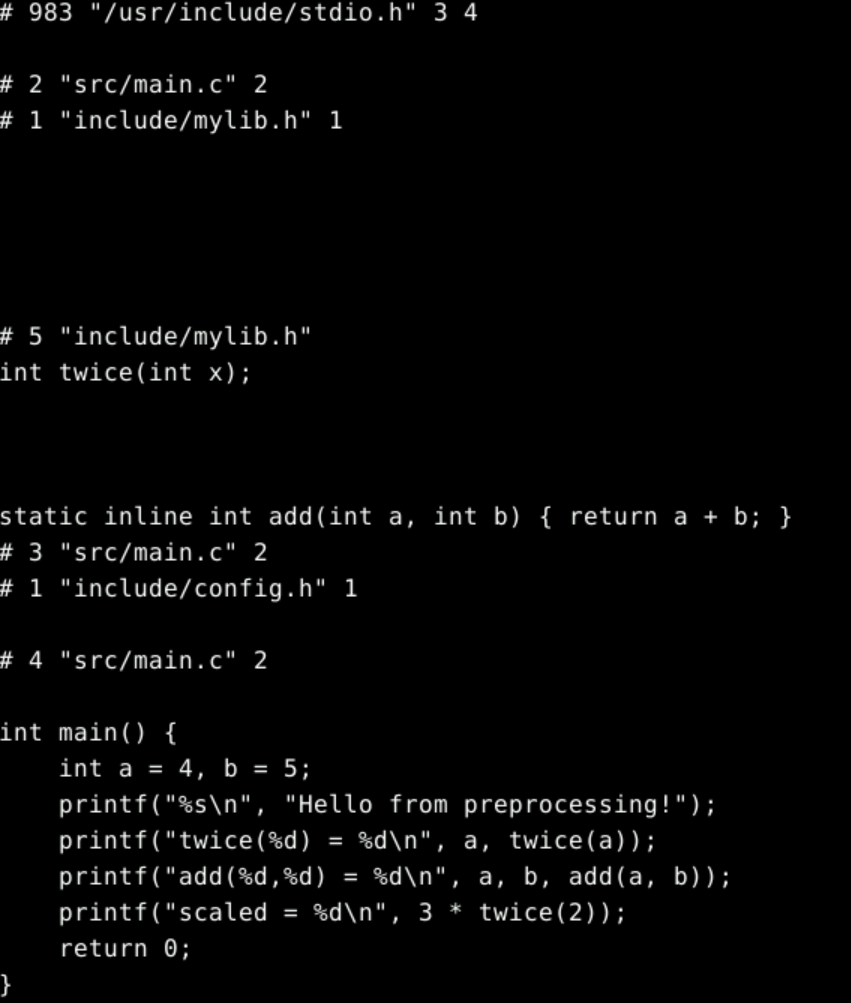 # 983 "/usr/include/stdio.h" 3 4
# 2 "src/main.c" 2
# 1 "include/mylib.h" 1
# 5 "include/mylib.h"
int twice(int x);
static inline int add(int a, int b) { return a + b; }
# 3 "src/main.c" 2
# 1 "include/config.h" 1
# 4 "src/main.c" 2
int main() {
    int a = 4, b = 5;
    printf("%s\n", "Hello from preprocessing!");
    printf("twice(%d) = %d\n", a, twice(a));
    printf("add(%d,%d) = %d\n", a, b, add(a, b));
    printf("scaled = %d\n", 3 * twice(2));
    return 0;
}